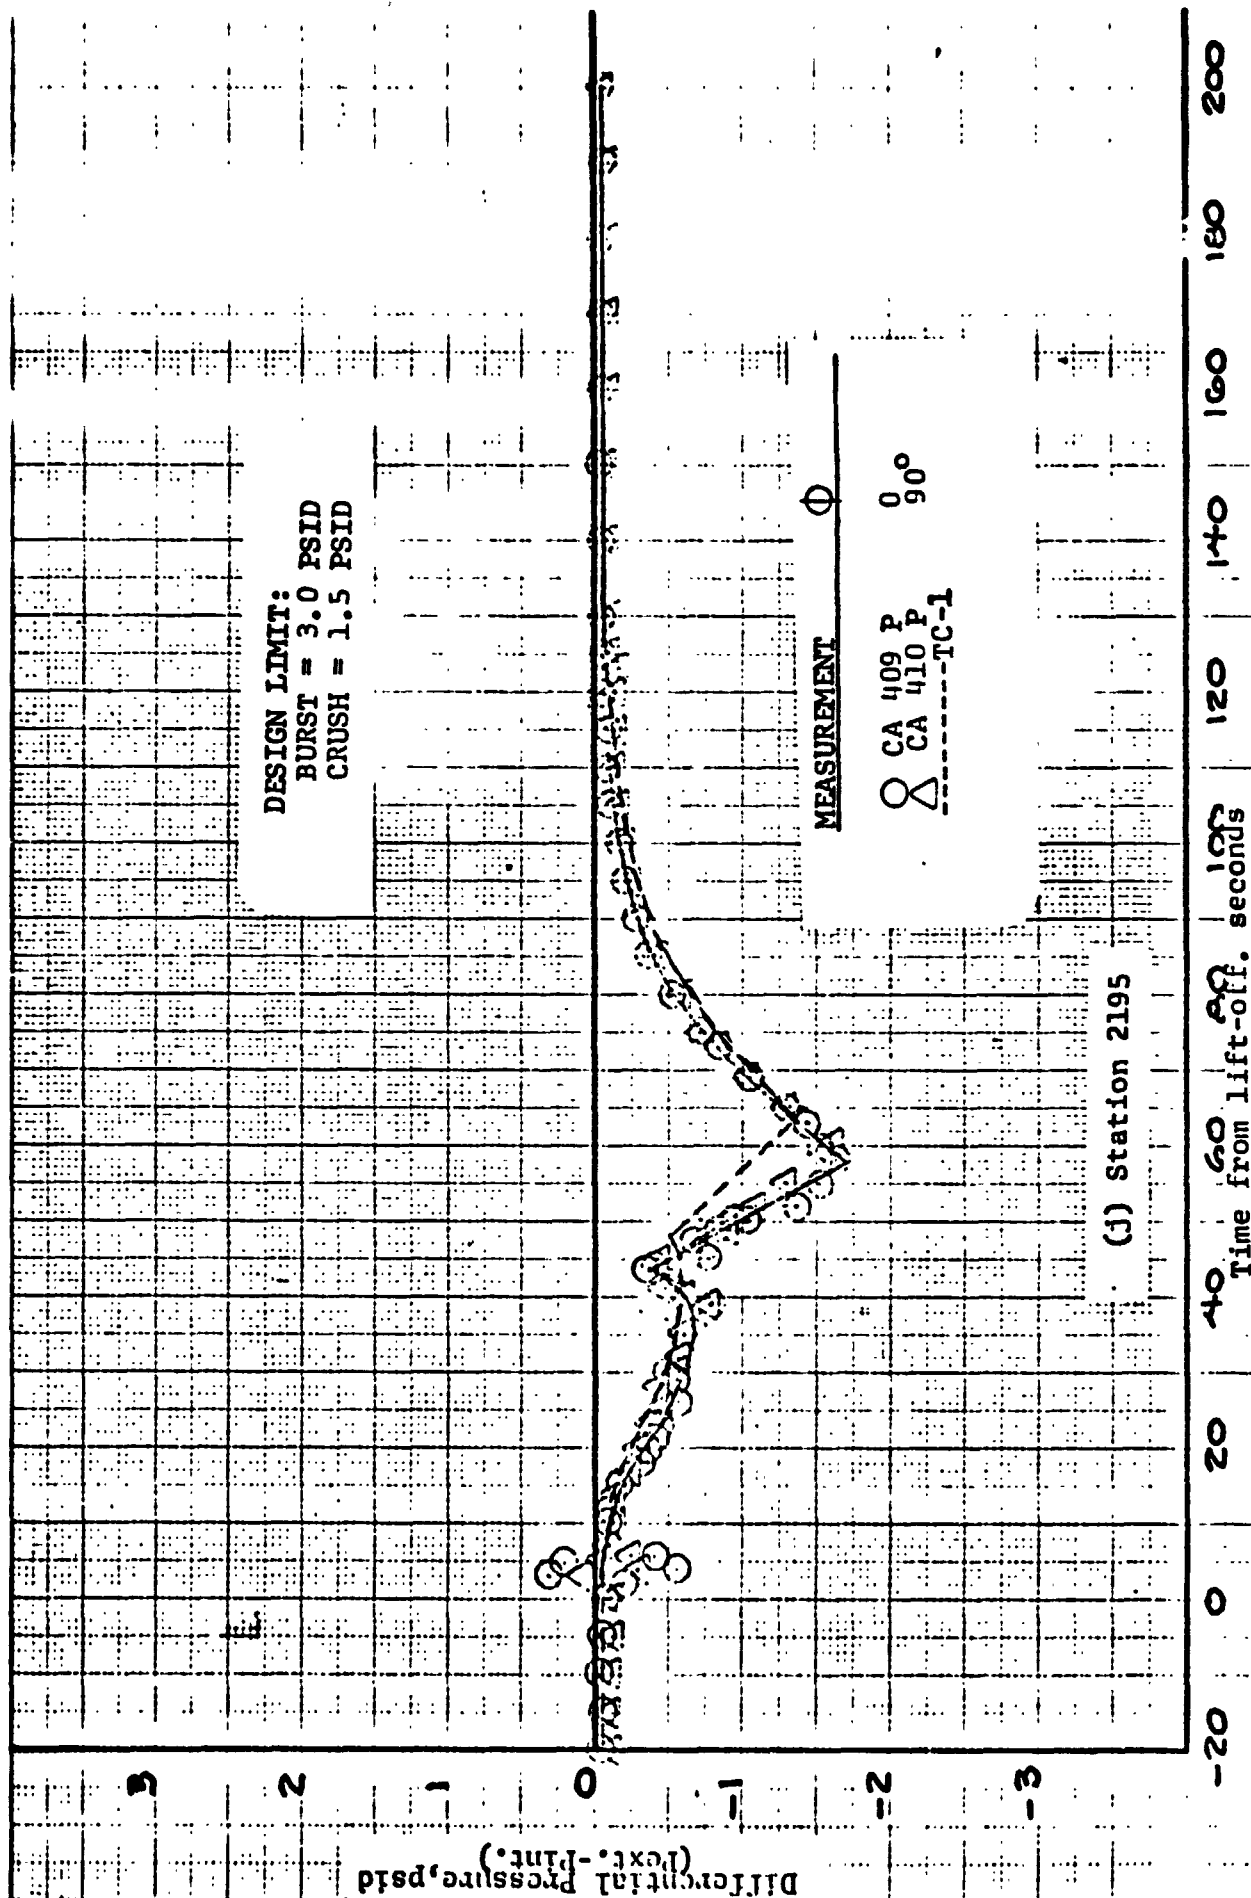 Differential Pressure, psid
(Pext.-Pint.)
3
2
1
0
-1
-2
-3
DESIGN LIMIT:
BURST = 3.0 PSID
CRUSH = 1.5 PSID
MEASUREMENT Φ
○ CA 409 P 0
△ CA 410 P 90°
-------TC-1
(J) Station 2195
-20 0 20 40 60 80 100 120 140 160 180 200
Time from lift-off. seconds